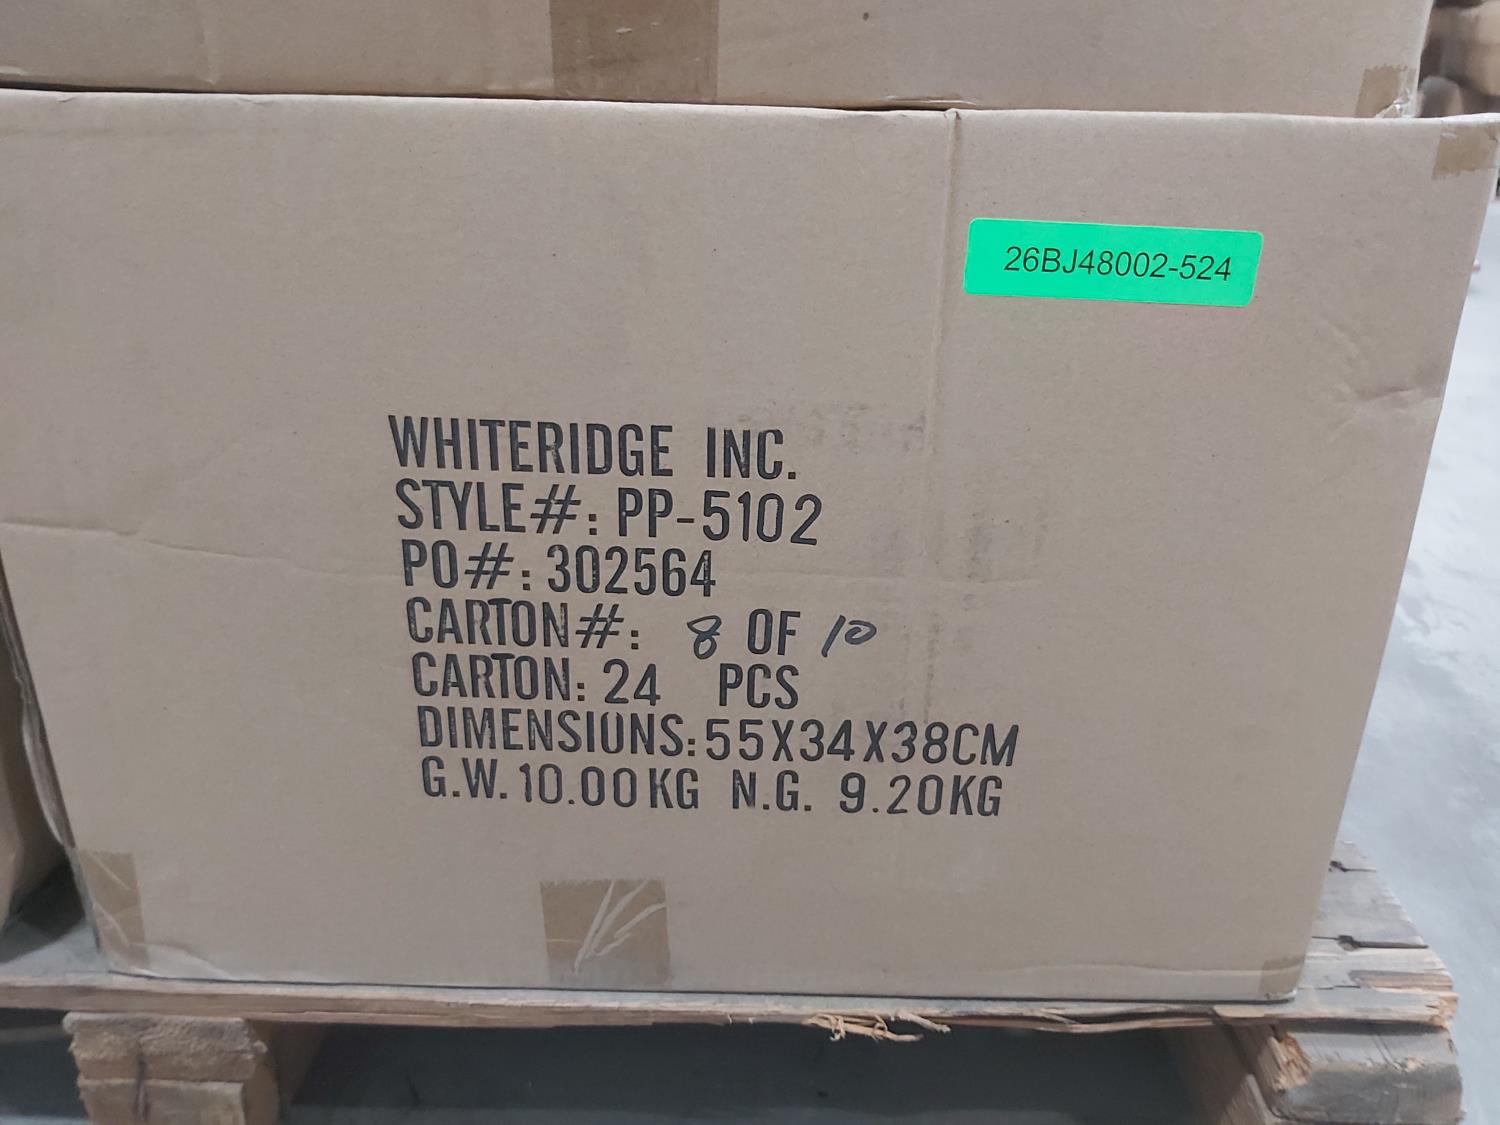 26BJ48002-524
WHITERIDGE INC.
STYLE#: PP-5102
PO#: 302564
CARTON#: 8 OF 10
CARTON: 24 PCS
DIMENSIONS: 55X34X38CM
G.W. 10.00KG N.G. 9.20KG